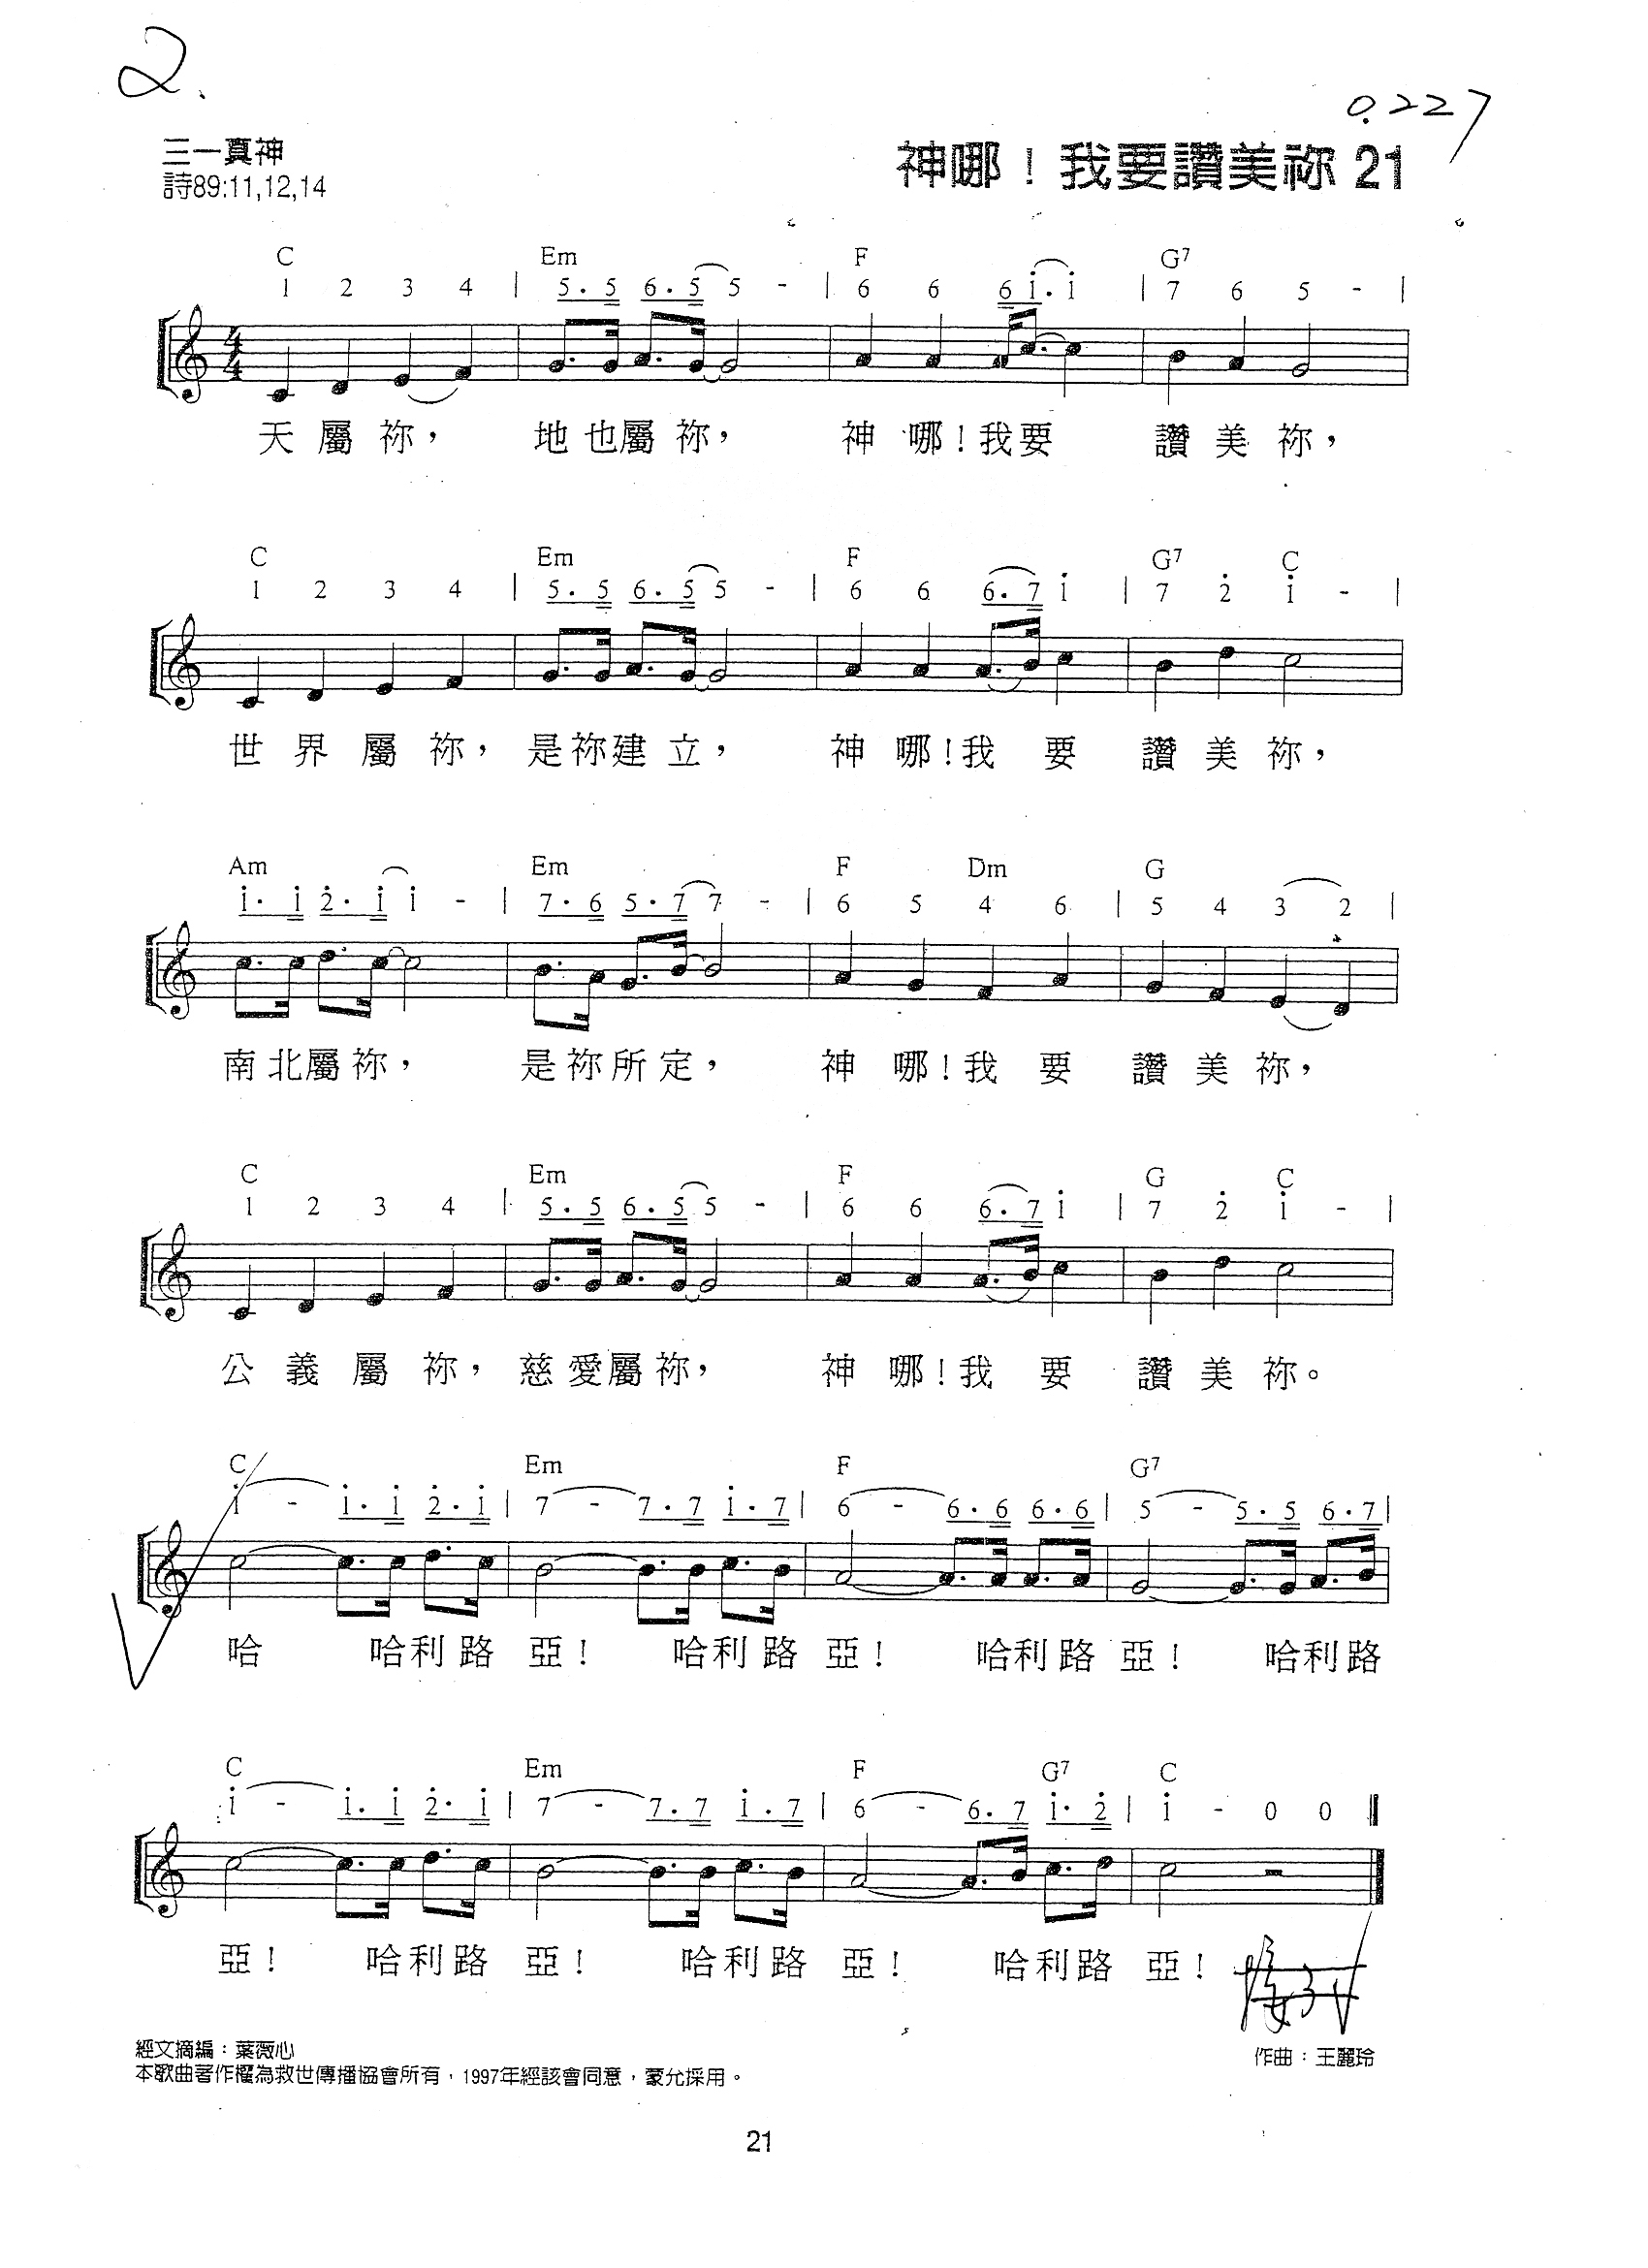 2.
0.227
三一真神
神哪！我要讚美祢 21
詩89:11,12,14
C Em F G7
1 2 3 4 | 5. 5 6. 5 5 - | 6 6 6 i. i | 7 6 5 - |
4/4
天屬祢， 地也屬祢， 神哪！我要 讚美祢，
C Em F G7 C
1 2 3 4 | 5. 5 6. 5 5 - | 6 6 6. 7 i | 7 2̇ i - |
世界屬祢，是祢建立， 神哪！我要 讚美祢，
Am Em F Dm G
i. i 2̇. i i - | 7. 6 5. 7 7 - | 6 5 4 6 | 5 4 3 2 |
南北屬祢， 是祢所定， 神哪！我要 讚美祢，
C Em F G C
1 2 3 4 | 5. 5 6. 5 5 - | 6 6 6. 7 i | 7 2̇ i - |
公義屬祢，慈愛屬祢， 神哪！我要 讚美祢。
C Em F G7
i - i. i 2̇. i | 7 - 7. 7 i. 7 | 6 - 6. 6 6. 6 | 5 - 5. 5 6. 7 |
哈 哈利路亞！ 哈利路亞！ 哈利路亞！ 哈利路
C Em F G7 C
i - i. i 2̇. i | 7 - 7. 7 i. 7 | 6 - 6. 7 i. 2̇ | i - 0 0 ‖
亞！ 哈利路亞！ 哈利路亞！ 哈利路亞！
經文摘編：葉薇心
作曲：王麗玲
本歌曲著作權為救世傳播協會所有，1997年經該會同意，蒙允採用。
21